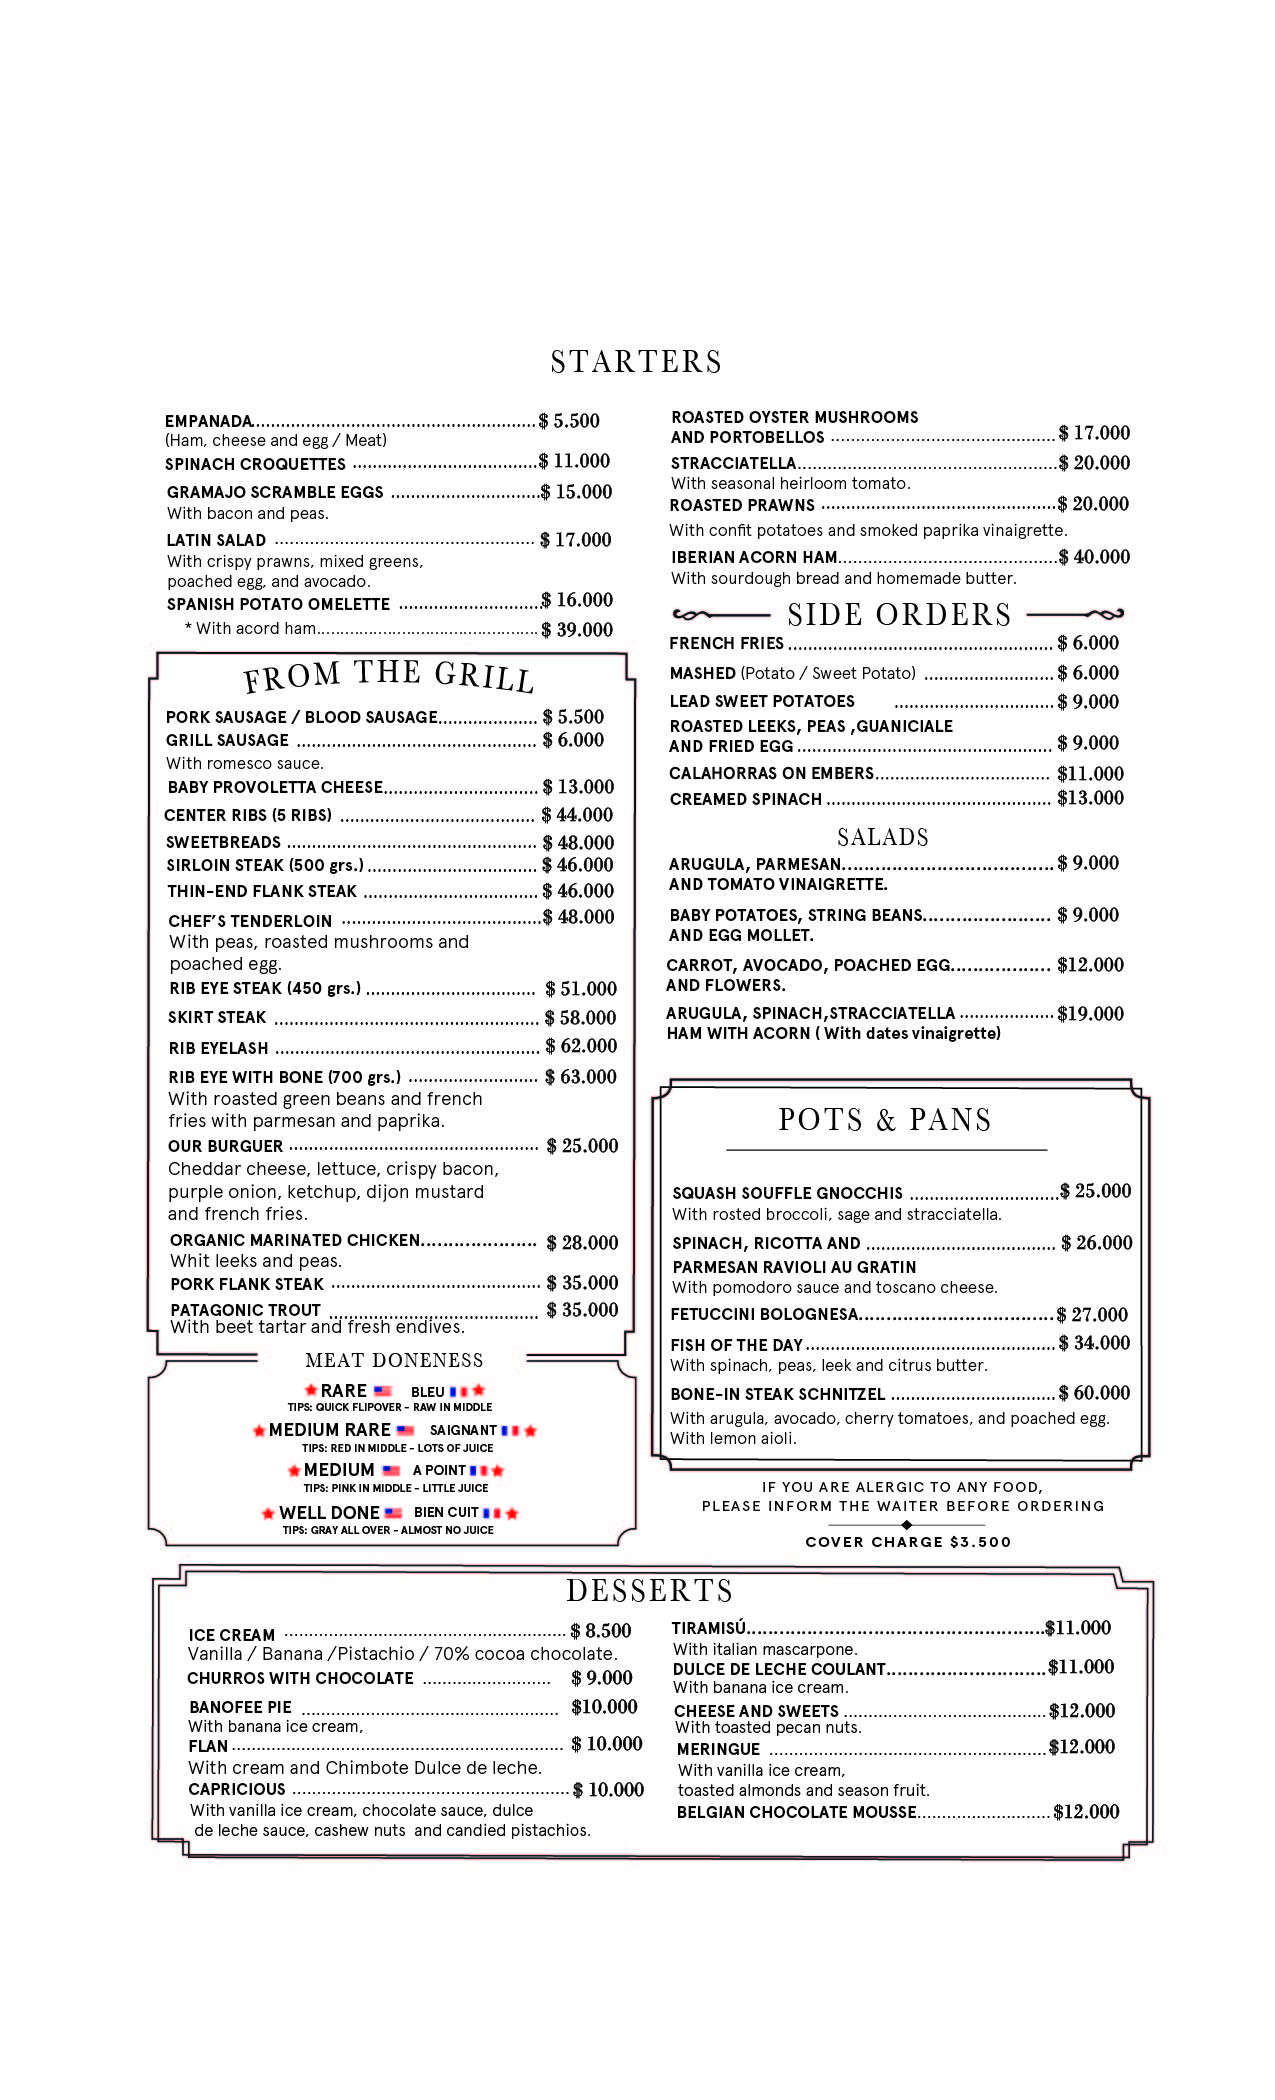 STARTERS
EMPANADA....................................................$ 5.500
(Ham, cheese and egg / Meat)
SPINACH CROQUETTES ....................................$ 11.000
GRAMAJO SCRAMBLE EGGS .............................$ 15.000
With bacon and peas.
LATIN SALAD .................................................. $ 17.000
With crispy prawns, mixed greens,
poached egg, and avocado.
SPANISH POTATO OMELETTE ...........................$ 16.000
* With acord ham............................................ $ 39.000
ROASTED OYSTER MUSHROOMS
AND PORTOBELLOS ...........................................$ 17.000
STRACCIATELLA..................................................$ 20.000
With seasonal heirloom tomato.
ROASTED PRAWNS .............................................$ 20.000
With confit potatoes and smoked paprika vinaigrette.
IBERIAN ACORN HAM..........................................$ 40.000
With sourdough bread and homemade butter.
FROM THE GRILL
PORK SAUSAGE / BLOOD SAUSAGE................... $ 5.500
GRILL SAUSAGE .............................................. $ 6.000
With romesco sauce.
BABY PROVOLETTA CHEESE.............................. $ 13.000
CENTER RIBS (5 RIBS) ..................................... $ 44.000
SWEETBREADS ................................................ $ 48.000
SIRLOIN STEAK (500 grs.) ................................. $ 46.000
THIN-END FLANK STEAK .................................. $ 46.000
CHEF'S TENDERLOIN .......................................$ 48.000
With peas, roasted mushrooms and
poached egg.
RIB EYE STEAK (450 grs.) ................................. $ 51.000
SKIRT STEAK ................................................... $ 58.000
RIB EYELASH ................................................... $ 62.000
RIB EYE WITH BONE (700 grs.) ......................... $ 63.000
With roasted green beans and french
fries with parmesan and paprika.
OUR BURGUER ................................................ $ 25.000
Cheddar cheese, lettuce, crispy bacon,
purple onion, ketchup, dijon mustard
and french fries.
ORGANIC MARINATED CHICKEN..................... $ 28.000
Whit leeks and peas.
PORK FLANK STEAK ........................................ $ 35.000
PATAGONIC TROUT ........................................ $ 35.000
With beet tartar and fresh endives.
MEAT DONENESS
RARE BLEU
TIPS: QUICK FLIPOVER - RAW IN MIDDLE
MEDIUM RARE SAIGNANT
TIPS: RED IN MIDDLE - LOTS OF JUICE
MEDIUM A POINT
TIPS: PINK IN MIDDLE - LITTLE JUICE
WELL DONE BIEN CUIT
TIPS: GRAY ALL OVER - ALMOST NO JUICE
SIDE ORDERS
FRENCH FRIES ................................................... $ 6.000
MASHED (Potato / Sweet Potato) ......................... $ 6.000
LEAD SWEET POTATOES ............................... $ 9.000
ROASTED LEEKS, PEAS ,GUANICIALE
AND FRIED EGG ................................................. $ 9.000
CALAHORRAS ON EMBERS.................................. $11.000
CREAMED SPINACH ........................................... $13.000
SALADS
ARUGULA, PARMESAN....................................... $ 9.000
AND TOMATO VINAIGRETTE.
BABY POTATOES, STRING BEANS....................... $ 9.000
AND EGG MOLLET.
CARROT, AVOCADO, POACHED EGG.................. $12.000
AND FLOWERS.
ARUGULA, SPINACH,STRACCIATELLA ..................$19.000
HAM WITH ACORN ( With dates vinaigrette)
POTS & PANS
SQUASH SOUFFLE GNOCCHIS .............................$ 25.000
With rosted broccoli, sage and stracciatella.
SPINACH, RICOTTA AND .................................... $ 26.000
PARMESAN RAVIOLI AU GRATIN
With pomodoro sauce and toscano cheese.
FETUCCINI BOLOGNESA.................................... $ 27.000
FISH OF THE DAY ................................................ $ 34.000
With spinach, peas, leek and citrus butter.
BONE-IN STEAK SCHNITZEL ................................ $ 60.000
With arugula, avocado, cherry tomatoes, and poached egg.
With lemon aioli.
IF YOU ARE ALERGIC TO ANY FOOD,
PLEASE INFORM THE WAITER BEFORE ORDERING
COVER CHARGE $3.500
DESSERTS
ICE CREAM ...................................................... $ 8.500
Vanilla / Banana /Pistachio / 70% cocoa chocolate.
CHURROS WITH CHOCOLATE ......................... $ 9.000
BANOFEE PIE ................................................. $10.000
With banana ice cream,
FLAN ................................................................ $ 10.000
With cream and Chimbote Dulce de leche.
CAPRICIOUS ..................................................... $ 10.000
With vanilla ice cream, chocolate sauce, dulce
de leche sauce, cashew nuts and candied pistachios.
TIRAMISÚ.........................................................$11.000
With italian mascarpone.
DULCE DE LECHE COULANT..............................$11.000
With banana ice cream.
CHEESE AND SWEETS .......................................$12.000
With toasted pecan nuts.
MERINGUE .....................................................$12.000
With vanilla ice cream,
toasted almonds and season fruit.
BELGIAN CHOCOLATE MOUSSE.......................... $12.000